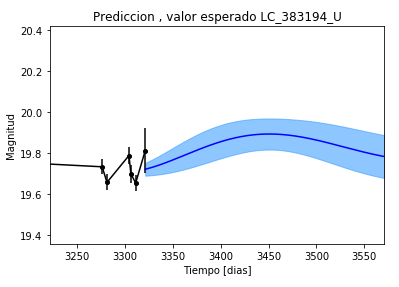 Prediccion , valor esperado LC_383194_U
20.4
20.2
20.0
19.8
19.6
19.4
Magnitud
3250 3300 3350 3400 3450 3500 3550
Tiempo [dias]